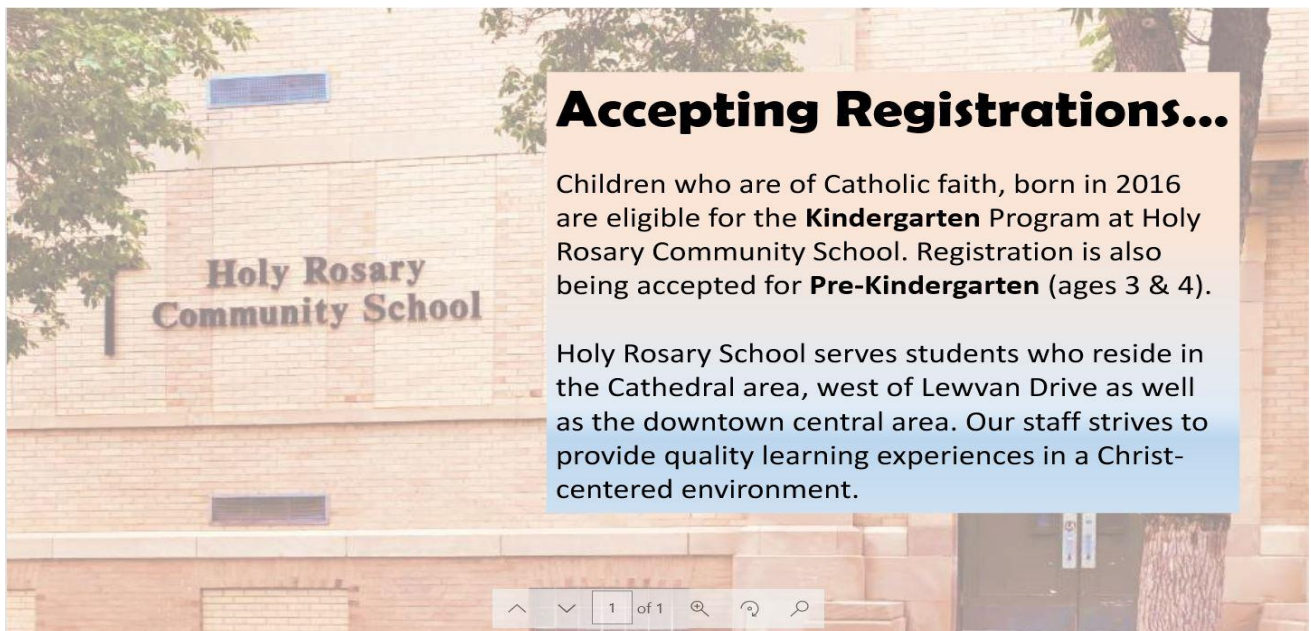 Accepting Registrations...
Children who are of Catholic faith, born in 2016
are eligible for the Kindergarten Program at Holy
Rosary Community School. Registration is also
being accepted for Pre-Kindergarten (ages 3 & 4).
Holy Rosary School serves students who reside in
the Cathedral area, west of Lewvan Drive as well
as the downtown central area. Our staff strives to
provide quality learning experiences in a Christ-
centered environment.
Holy Rosary
Community School
1 of 1